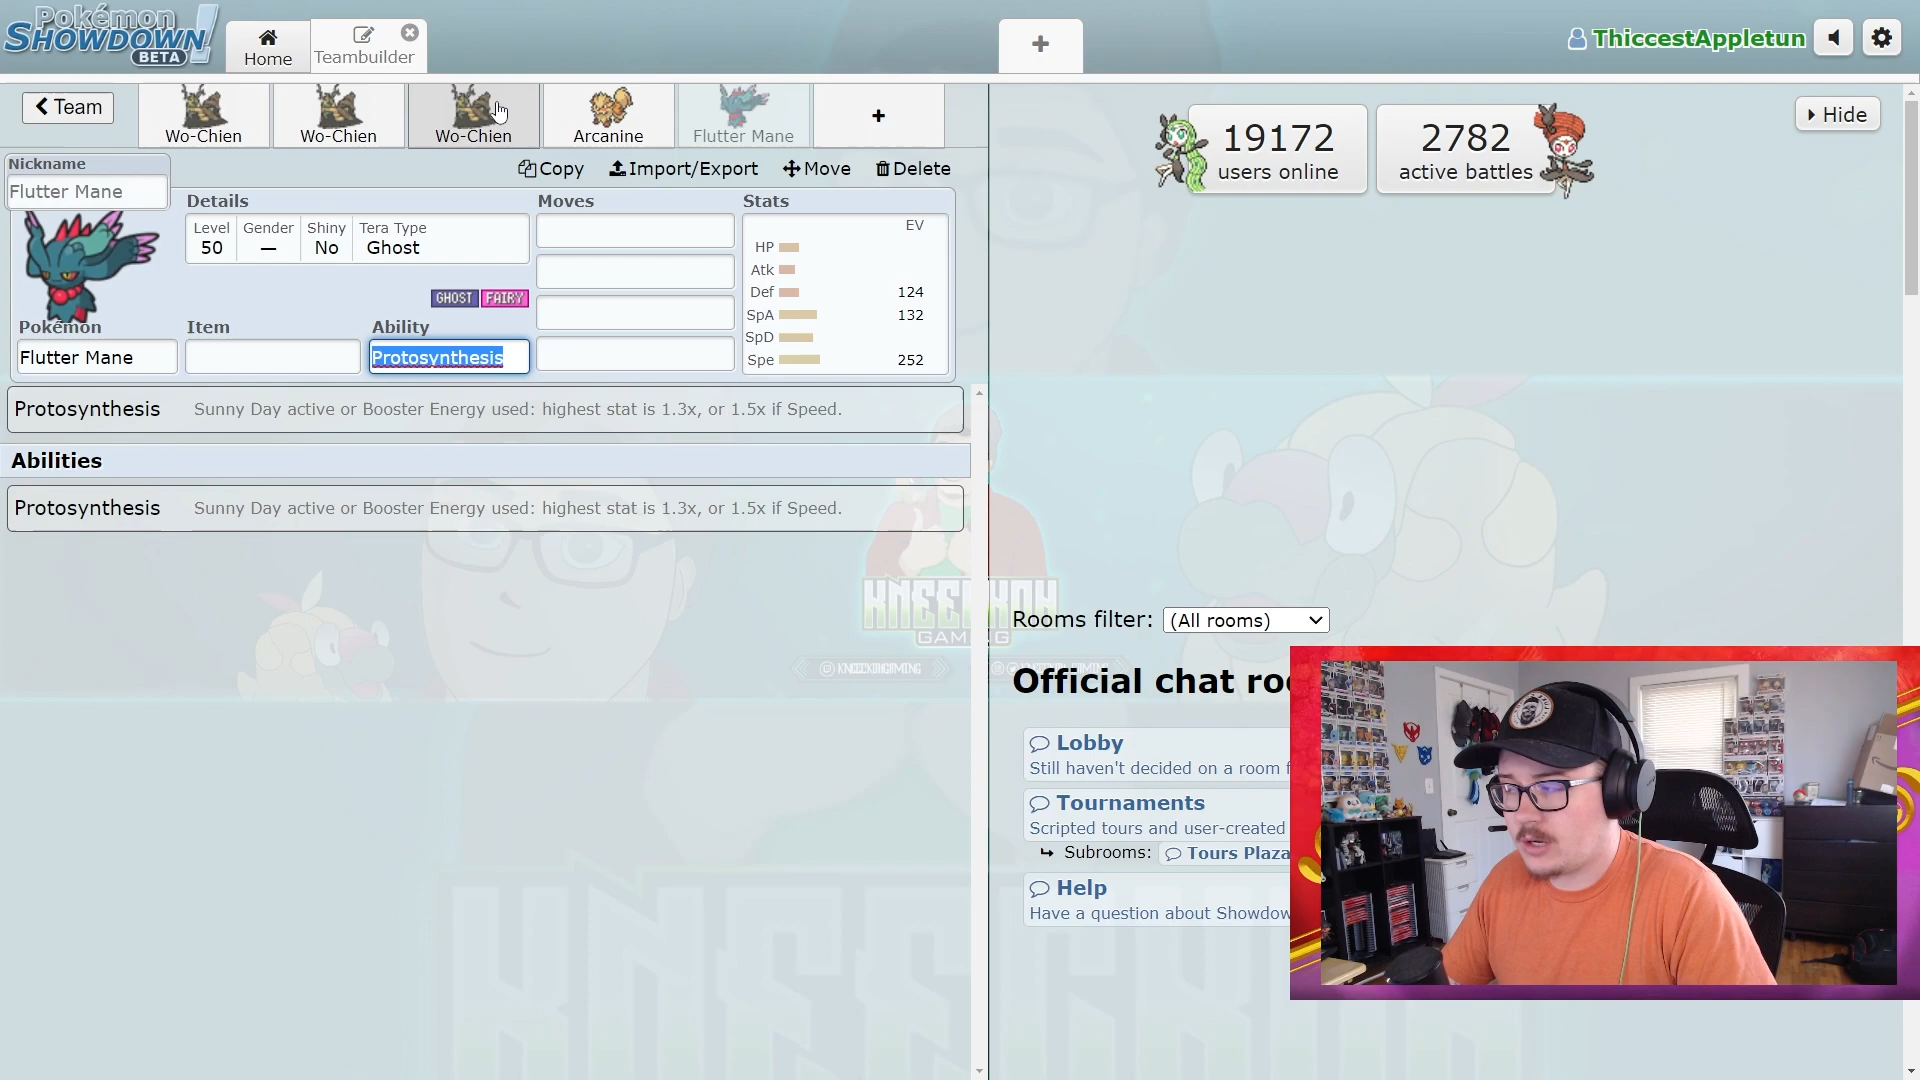 Pokémon
SHOWDOWN!
BETA
Home
Teambuilder
+
ThiccestAppletun
Team
Wo-Chien
Wo-Chien
Wo-Chien
Arcanine
Flutter Mane
+
19172
users online
2782
active battles
Hide
Nickname
Flutter Mane
Copy
Import/Export
Move
Delete
Details
Level
50
Gender
—
Shiny
No
Tera Type
Ghost
GHOST
FAIRY
Pokémon
Flutter Mane
Item
Ability
Protosynthesis
Moves
Stats
EV
HP
Atk
Def 124
SpA 132
SpD
Spe 252
Protosynthesis Sunny Day active or Booster Energy used: highest stat is 1.3x, or 1.5x if Speed.
Abilities
Protosynthesis Sunny Day active or Booster Energy used: highest stat is 1.3x, or 1.5x if Speed.
GAMING
Rooms filter: (All rooms)
Official chat
Lobby
Still haven't decided on a room
Tournaments
Scripted tours and user-created
Subrooms: Tours Plaza
Help
Have a question about